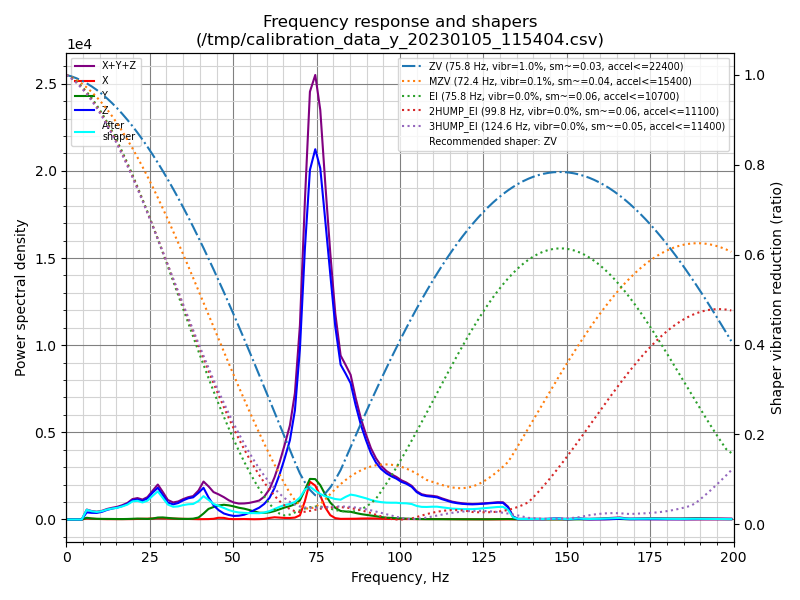 Frequency response and shapers
(/tmp/calibration_data_y_20230105_115404.csv)
1e4
X+Y+Z
X
Y
Z
After
shaper
ZV (75.8 Hz, vibr=1.0%, sm~=0.03, accel<=22400)
MZV (72.4 Hz, vibr=0.1%, sm~=0.04, accel<=15400)
EI (75.8 Hz, vibr=0.0%, sm~=0.06, accel<=10700)
2HUMP_EI (99.8 Hz, vibr=0.0%, sm~=0.06, accel<=11100)
3HUMP_EI (124.6 Hz, vibr=0.0%, sm~=0.05, accel<=11400)
Recommended shaper: ZV
Power spectral density
2.5
2.0
1.5
1.0
0.5
0.0
1.0
0.8
0.6
0.4
0.2
0.0
Shaper vibration reduction (ratio)
0 25 50 75 100 125 150 175 200
Frequency, Hz